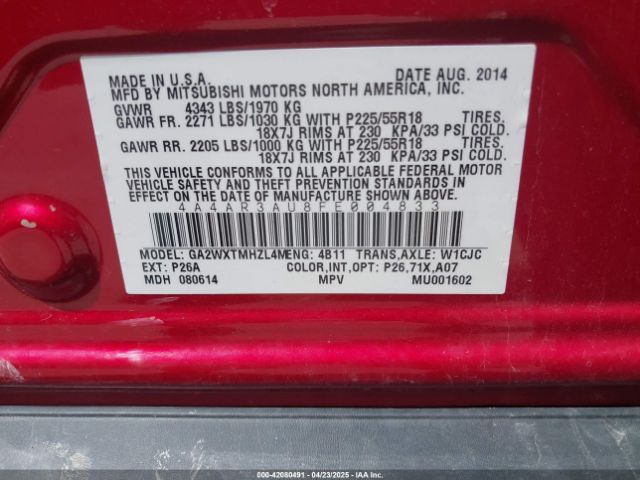 MADE IN U.S.A. DATE AUG. 2014
MFD BY MITSUBISHI MOTORS NORTH AMERICA, INC.
GVWR 4343 LBS/1970 KG
GAWR FR. 2271 LBS/1030 KG WITH P225/55R18 TIRES,
18X7J RIMS AT 230 KPA/33 PSI COLD.
GAWR RR. 2205 LBS/1000 KG WITH P225/55R18 TIRES,
18X7J RIMS AT 230 KPA/33 PSI COLD.
THIS VEHICLE CONFORMS TO ALL APPLICABLE FEDERAL MOTOR
VEHICLE SAFETY AND THEFT PREVENTION STANDARDS IN
EFFECT ON THE DATE OF MANUFACTURE SHOWN ABOVE.
4A4AR3AU8FE004833
MODEL: GA2WXTMHZL4M ENG: 4B11 TRANS,AXLE: W1CJC
EXT: P26A COLOR,INT,OPT: P26,71X,A07
MDH 080614 MPV MU001602
000-42080491 - 04/23/2025 - COPYRIGHT IAA, LLC.